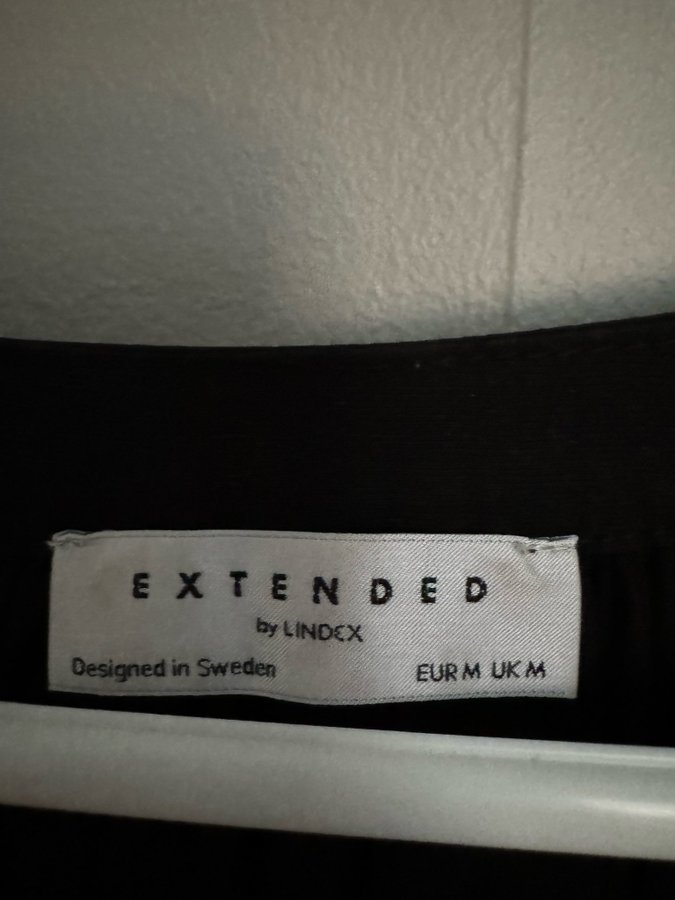 EXTENDED
by LINDEX
Designed in Sweden EUR M UK M